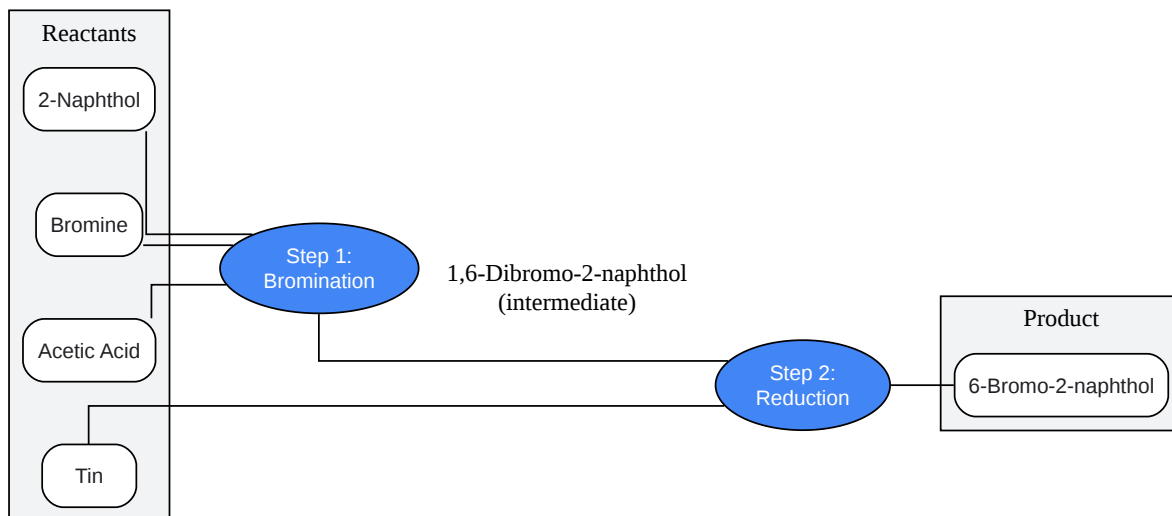 Reactants
2-Naphthol
Bromine
Acetic Acid
Tin
Step 1:
Bromination
1,6-Dibromo-2-naphthol
(intermediate)
Step 2:
Reduction
Product
6-Bromo-2-naphthol